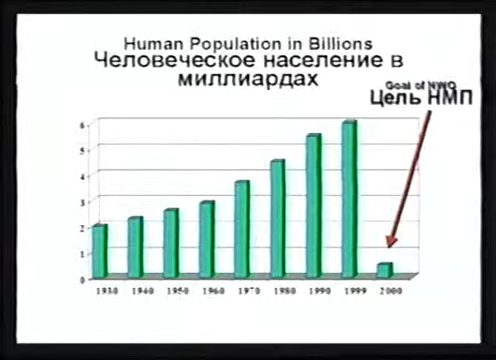 Human Population in Billions
Человеческое население в
миллиардах
Goal of NWO
Цель НМП
6
5
4
3
2
1
0
1930 1940 1950 1960 1970 1980 1990 1999 2000